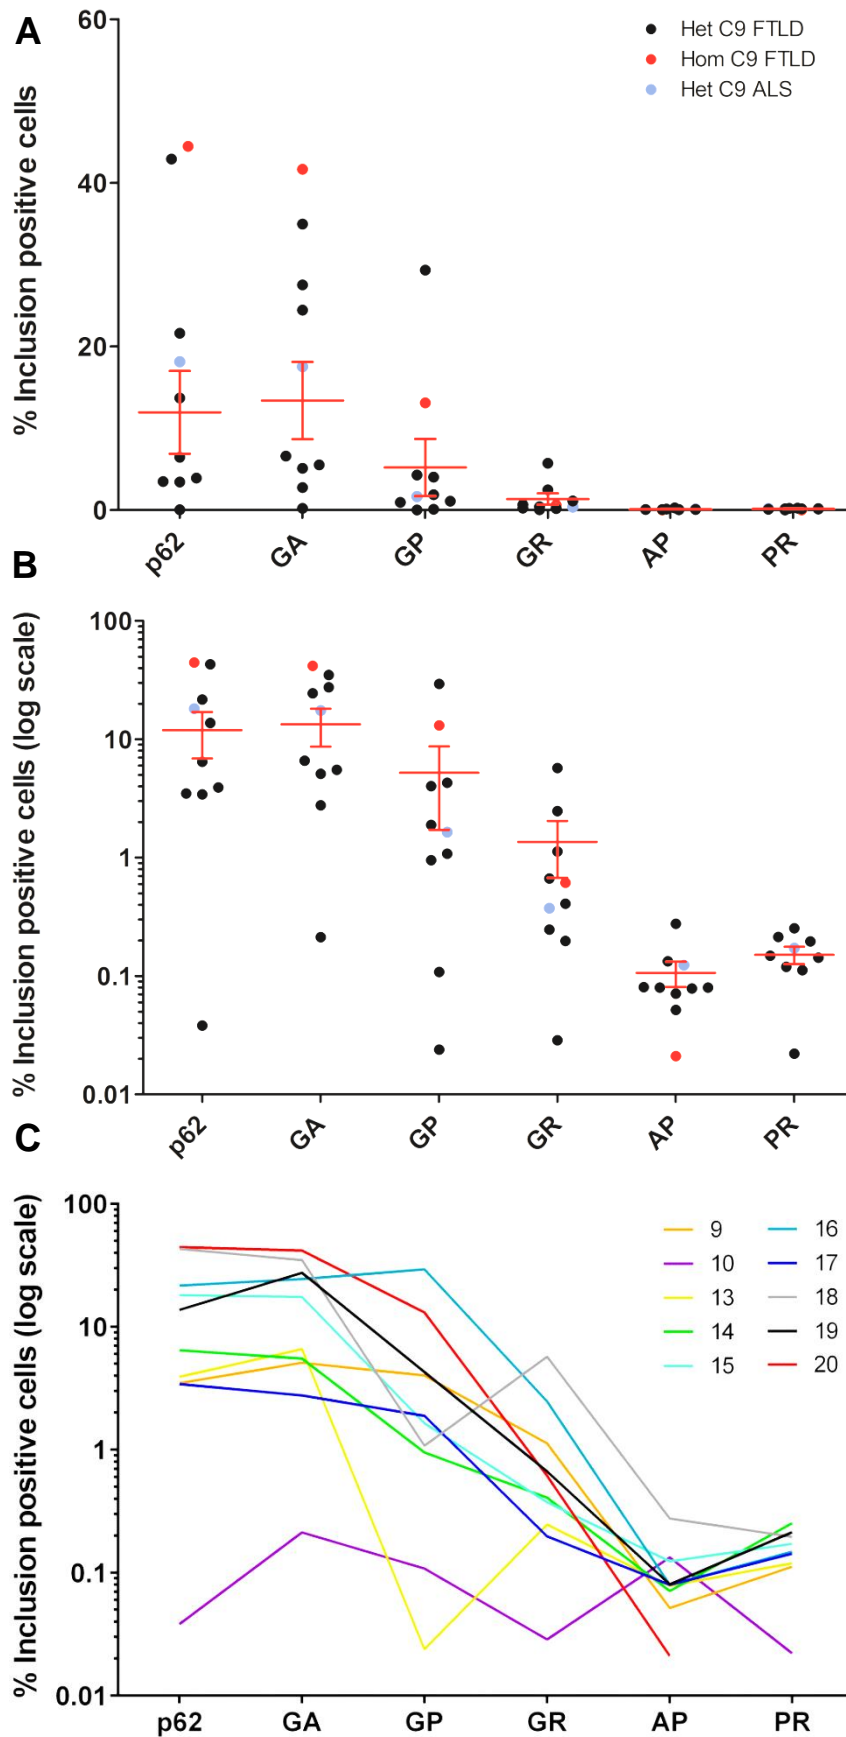 A
% Inclusion positive cells
60
40
20
0
Het C9 FTLD
Hom C9 FTLD
Het C9 ALS
p62 GA GP GR AP PR
B
% Inclusion positive cells (log scale)
100
10
1
0.1
0.01
p62 GA GP GR AP PR
C
% Inclusion positive cells (log scale)
100
10
1
0.1
0.01
9 16
10 17
13 18
14 19
15 20
p62 GA GP GR AP PR